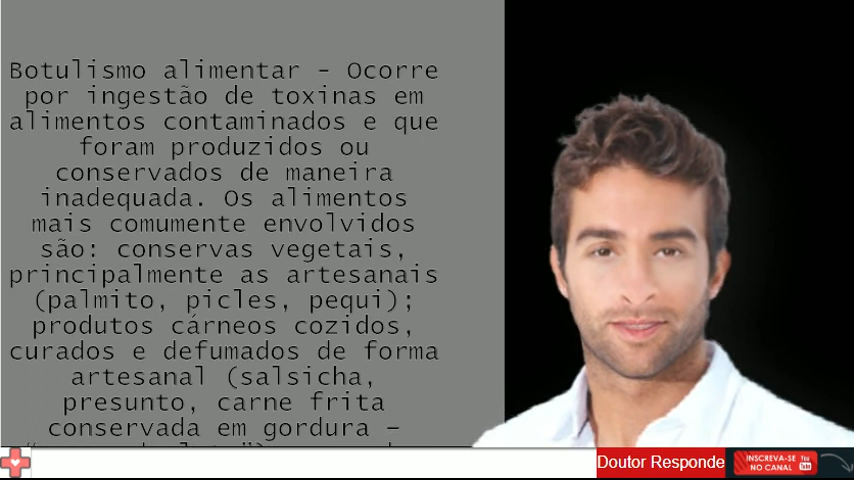 Botulismo alimentar – Ocorre
por ingestão de toxinas em
alimentos contaminados e que
foram produzidos ou
conservados de maneira
inadequada. Os alimentos
mais comumente envolvidos
são: conservas vegetais,
principalmente as artesanais
(palmito, picles, pequi);
produtos cárneos cozidos,
curados e defumados de forma
artesanal (salsicha,
presunto, carne frita
conservada em gordura –
Doutor Responde
INSCREVA-SE
NO CANAL
You
Tube